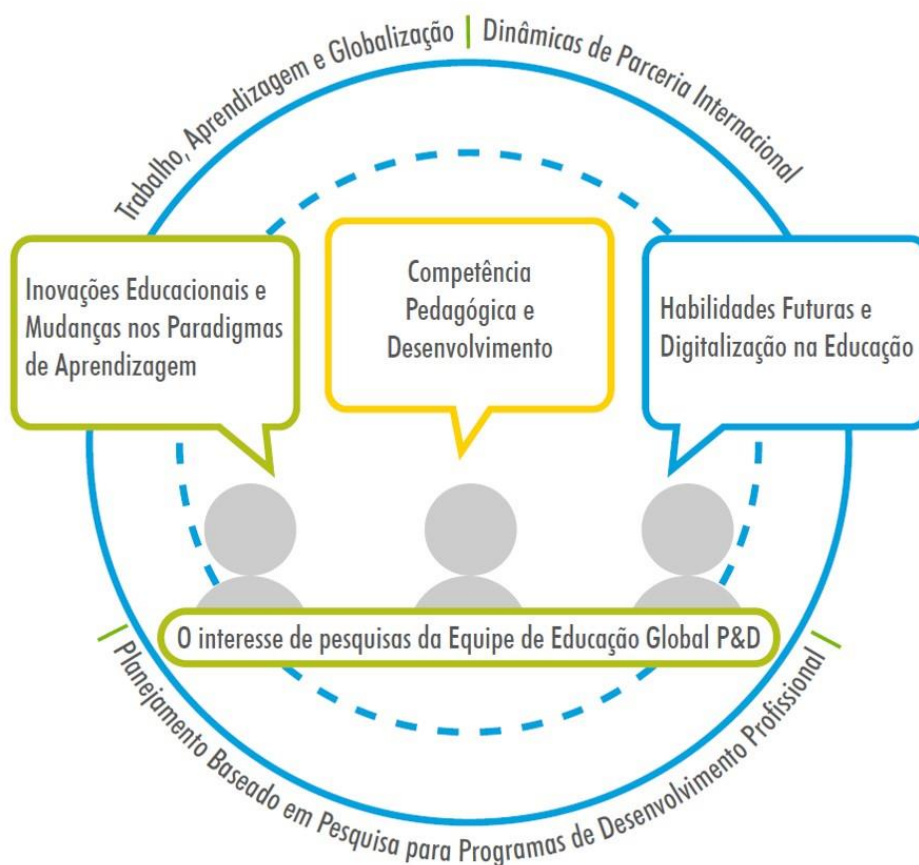 Trabalho, Aprendizagem e Globalização
Dinâmicas de Parceria Internacional
Inovações Educacionais e
Mudanças nos Paradigmas
de Aprendizagem
Competência
Pedagógica e
Desenvolvimento
Habilidades Futuras e
Digitalização na Educação
O interesse de pesquisas da Equipe de Educação Global P&D
Planejamento Baseado em Pesquisa para Programas de Desenvolvimento Profissional